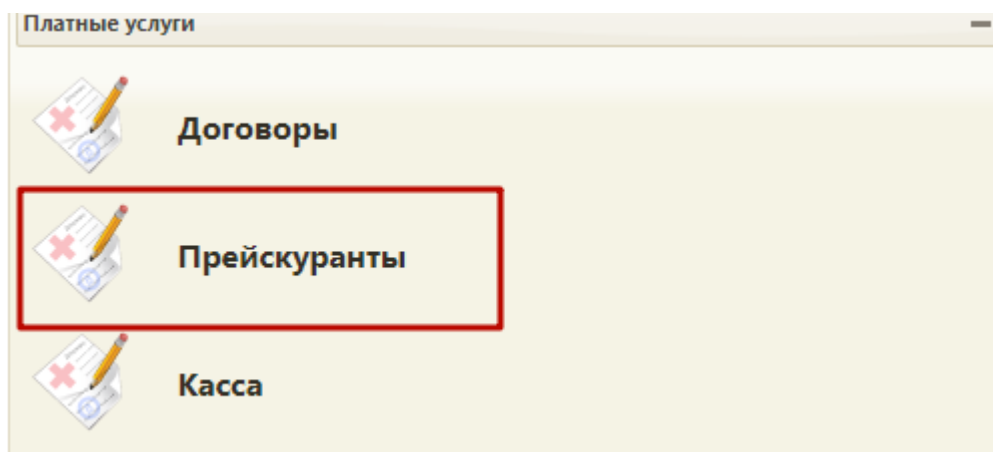 Платные услуги
Договоры
Прейскуранты
Касса